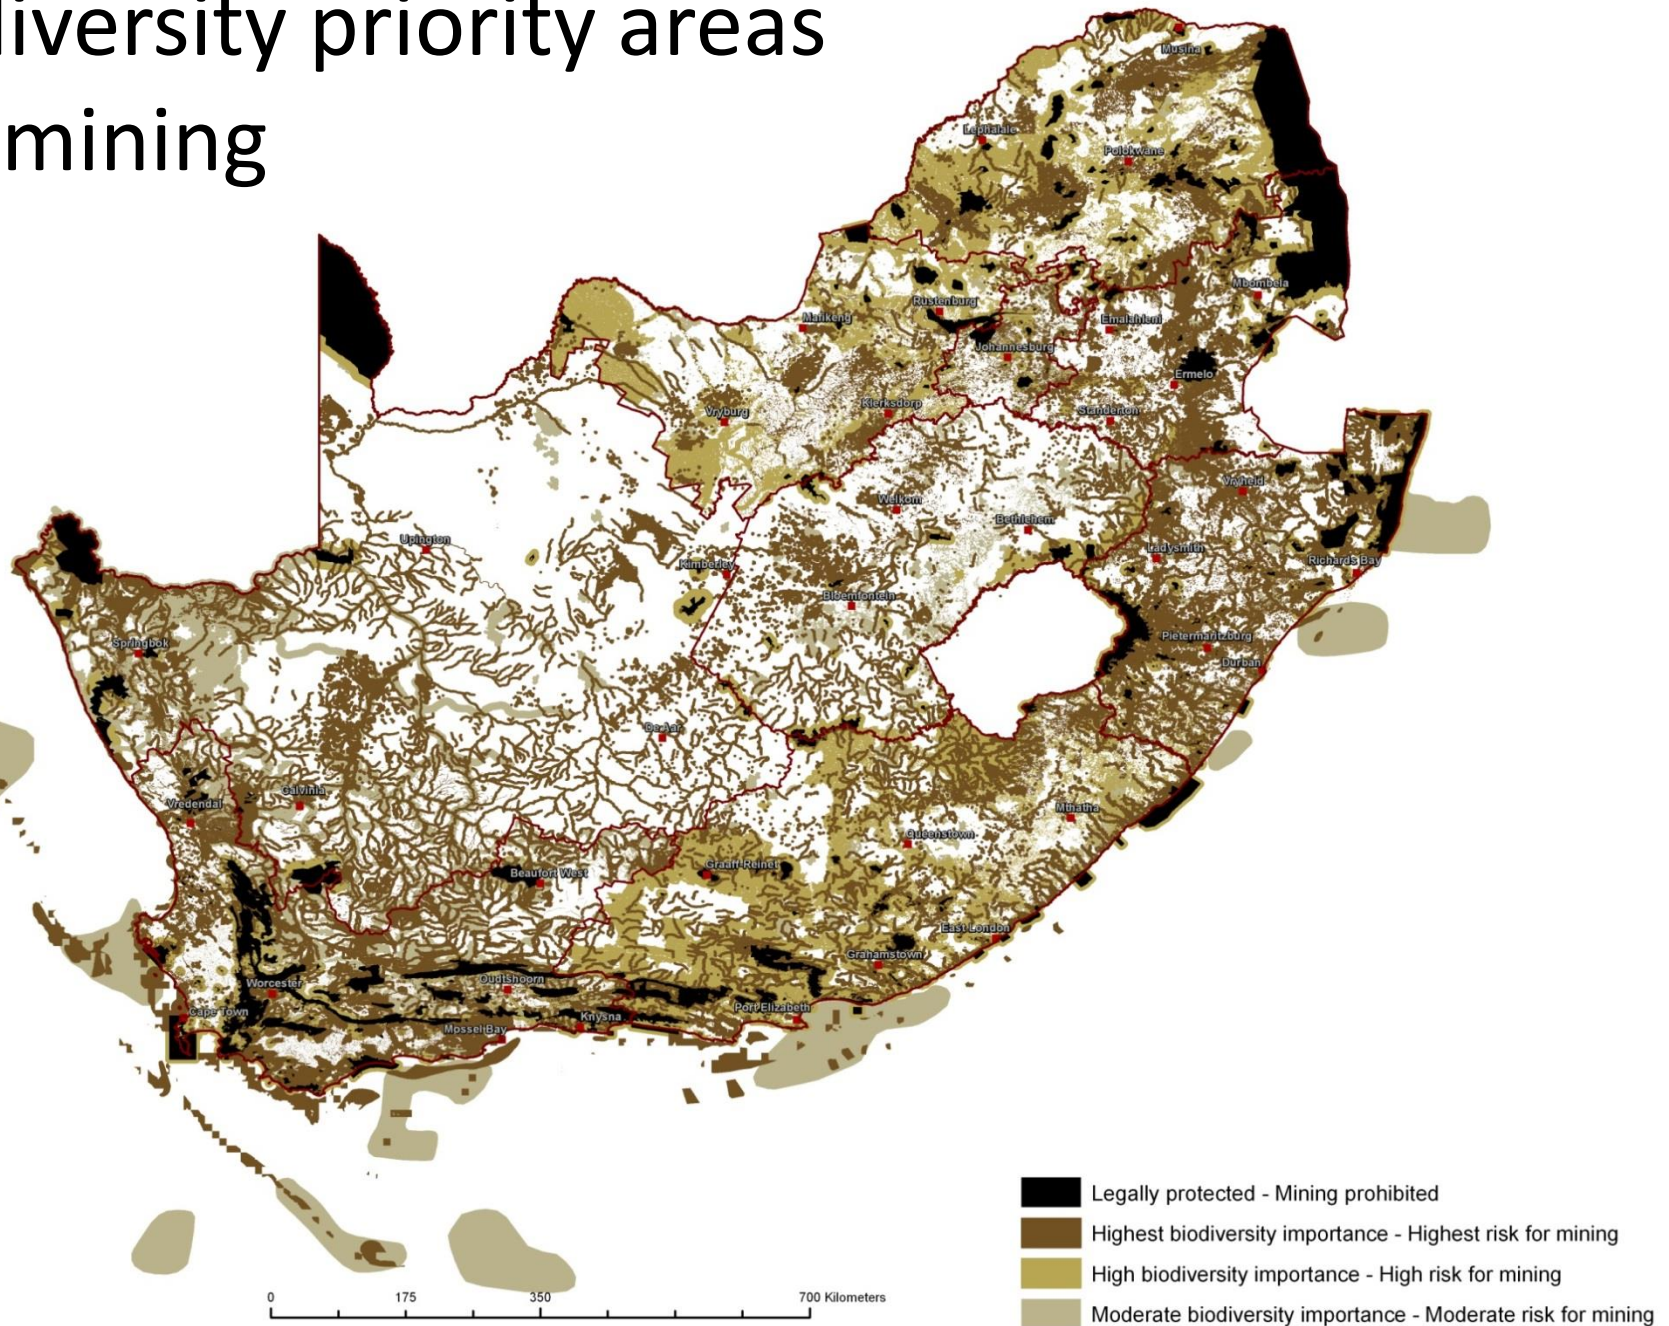 diversity priority areas
mining
Musina
Lephalale
Polokwane
Mbombela
Rustenburg
Mafikeng
Emalahleni
Johannesburg
Ermelo
Klerksdorp
Vryburg
Standerton
Vryheid
Welkom
Bethlehem
Upington
Ladysmith
Richards Bay
Kimberley
Bloemfontein
Pietermaritzburg
Springbok
Durban
De Aar
Calvinia
Vredendal
Mthatha
Queenstown
Graaff-Reinet
Beaufort West
East London
Grahamstown
Oudtshoorn
Worcester
Port Elizabeth
Cape Town
Knysna
Mossel Bay
Legally protected - Mining prohibited
Highest biodiversity importance - Highest risk for mining
High biodiversity importance - High risk for mining
Moderate biodiversity importance - Moderate risk for mining
0 175 350 700 Kilometers